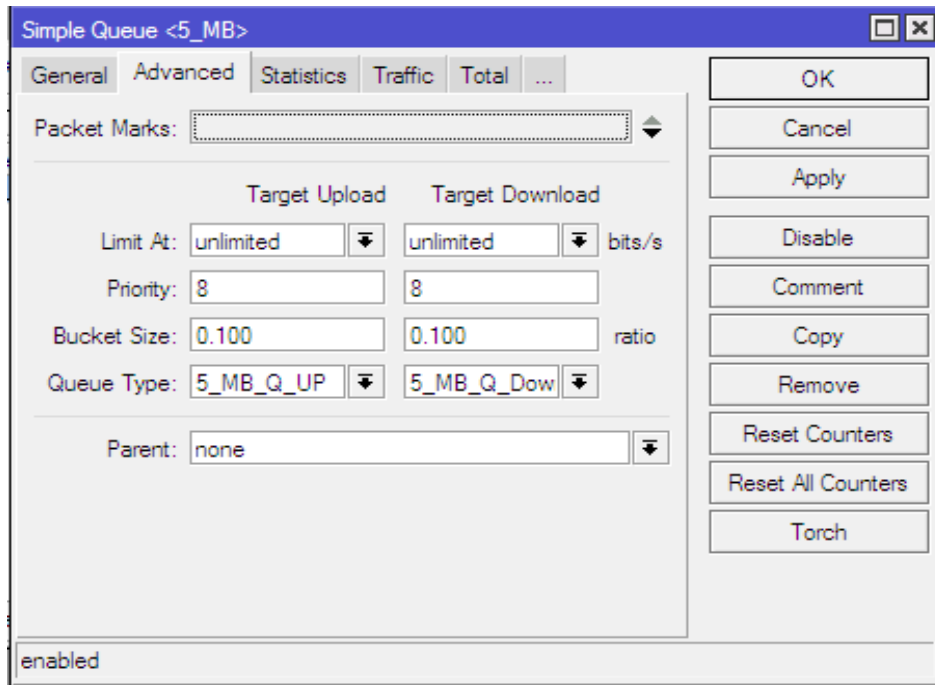 Simple Queue <5_MB>
General Advanced Statistics Traffic Total ...
Packet Marks:
Target Upload Target Download
Limit At: unlimited unlimited bits/s
Priority: 8 8
Bucket Size: 0.100 0.100 ratio
Queue Type: 5_MB_Q_UP 5_MB_Q_Dow
Parent: none
OK
Cancel
Apply
Disable
Comment
Copy
Remove
Reset Counters
Reset All Counters
Torch
enabled